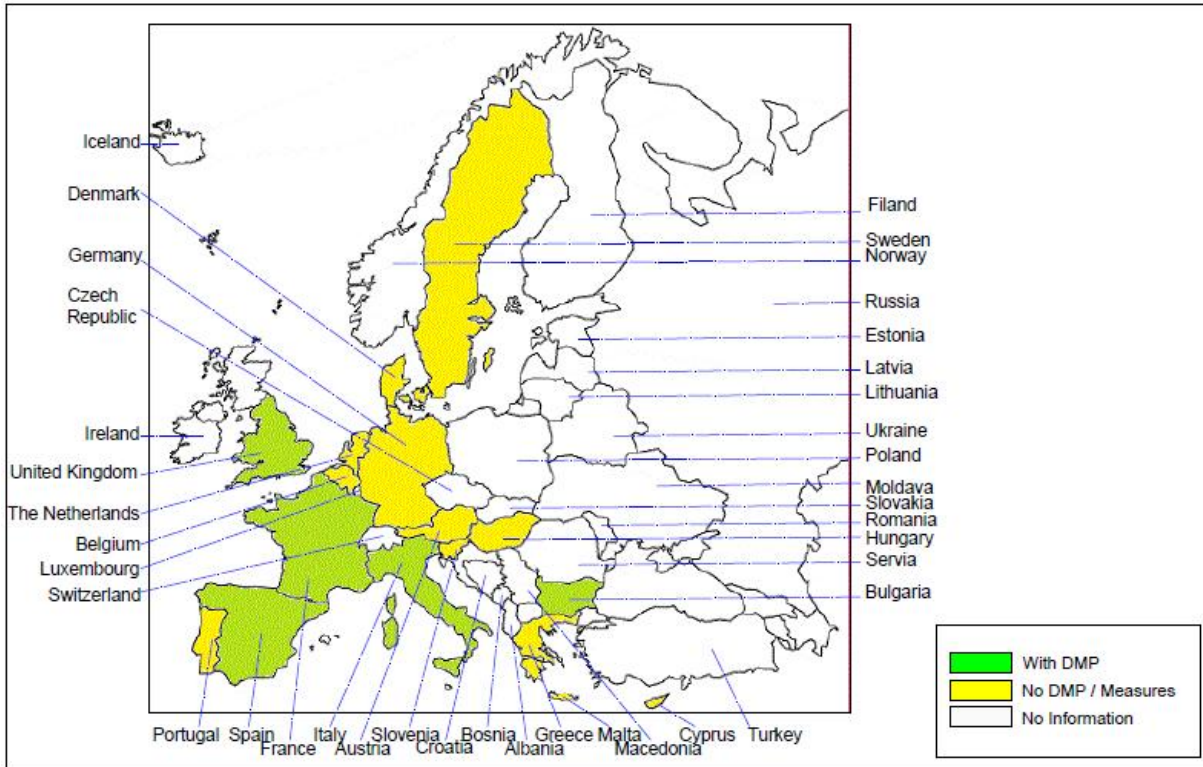 Iceland
Denmark
Germany
Czech
Republic
Ireland
United Kingdom
The Netherlands
Belgium
Luxembourg
Switzerland
Filand
Sweden
Norway
Russia
Estonia
Latvia
Lithuania
Ukraine
Poland
Moldava
Slovakia
Romania
Hungary
Servia
Bulgaria
Portugal Spain France Italy Austria Slovenia Croatia Bosnia Albania Greece Malta Macedonia Cyprus Turkey
With DMP
No DMP / Measures
No Information